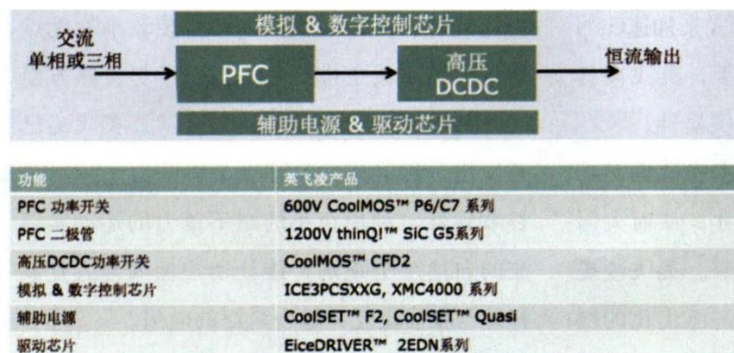 模拟 & 数字控制芯片
交流
单相或三相
PFC
高压
DCDC
恒流输出
辅助电源 & 驱动芯片
功能 英飞凌产品
PFC 功率开关 600V CoolMOS™ P6/C7 系列
PFC 二极管 1200V thinQ!™ SiC G5系列
高压DCDC功率开关 CoolMOS™ CFD2
模拟 & 数字控制芯片 ICE3PCSXXG, XMC4000 系列
辅助电源 CoolSET™ F2, CoolSET™ Quasi
驱动芯片 EiceDRIVER™ 2EDN系列